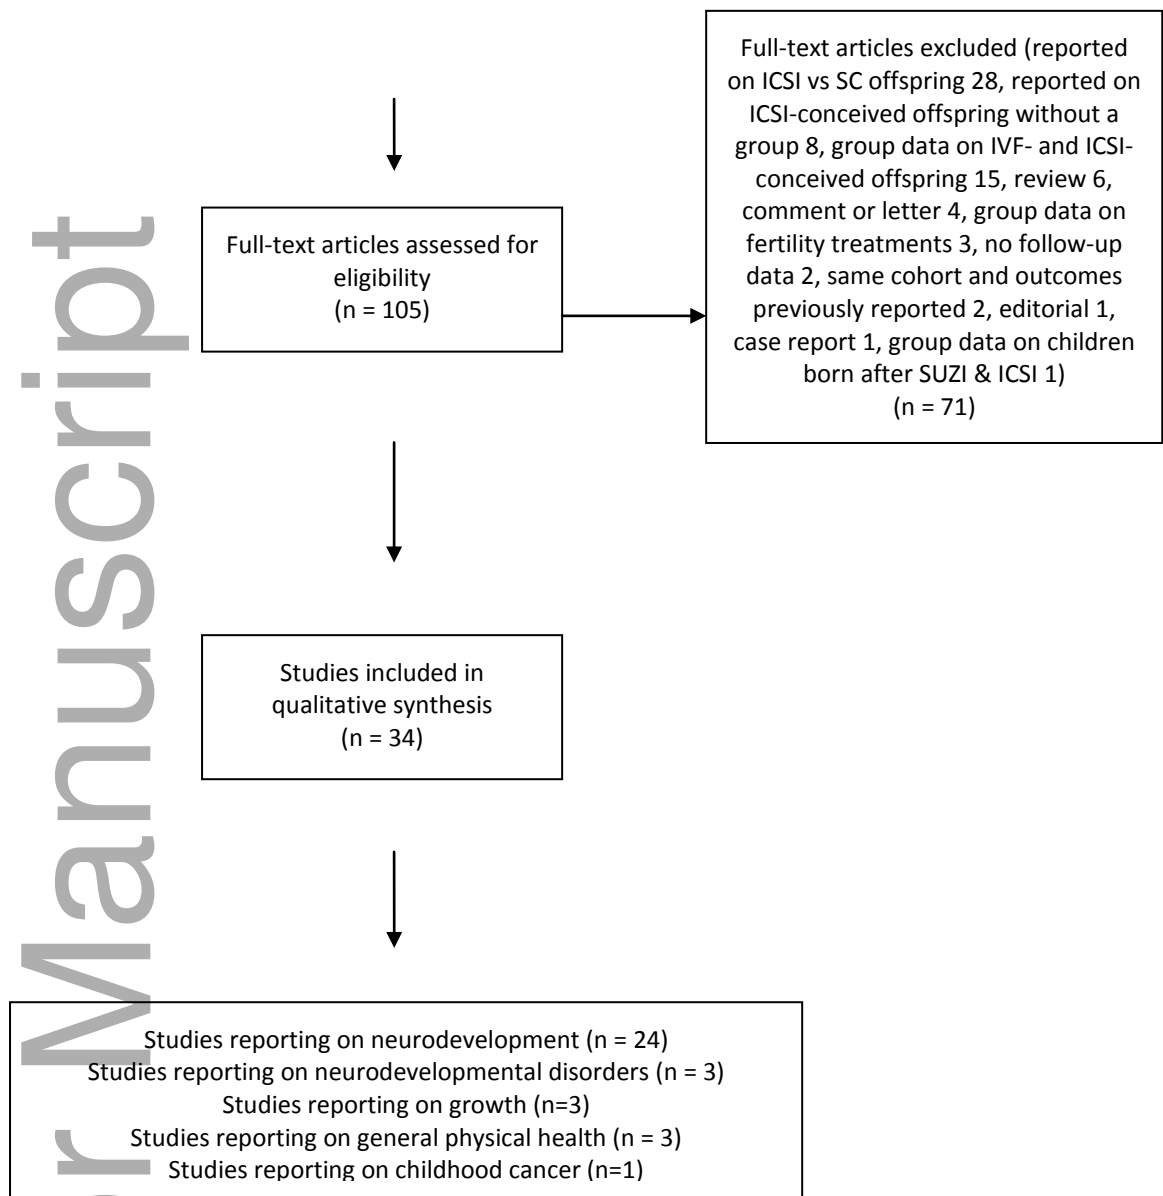 Full-text articles excluded (reported
on ICSI vs SC offspring 28, reported on
ICSI-conceived offspring without a
group 8, group data on IVF- and ICSI-
conceived offspring 15, review 6,
comment or letter 4, group data on
fertility treatments 3, no follow-up
data 2, same cohort and outcomes
previously reported 2, editorial 1,
case report 1, group data on children
born after SUZI & ICSI 1)
(n = 71)
Full-text articles assessed for
eligibility
(n = 105)
Studies included in
qualitative synthesis
(n = 34)
Studies reporting on neurodevelopment (n = 24)
Studies reporting on neurodevelopmental disorders (n = 3)
Studies reporting on growth (n=3)
Studies reporting on general physical health (n = 3)
Studies reporting on childhood cancer (n=1)
r Manuscript